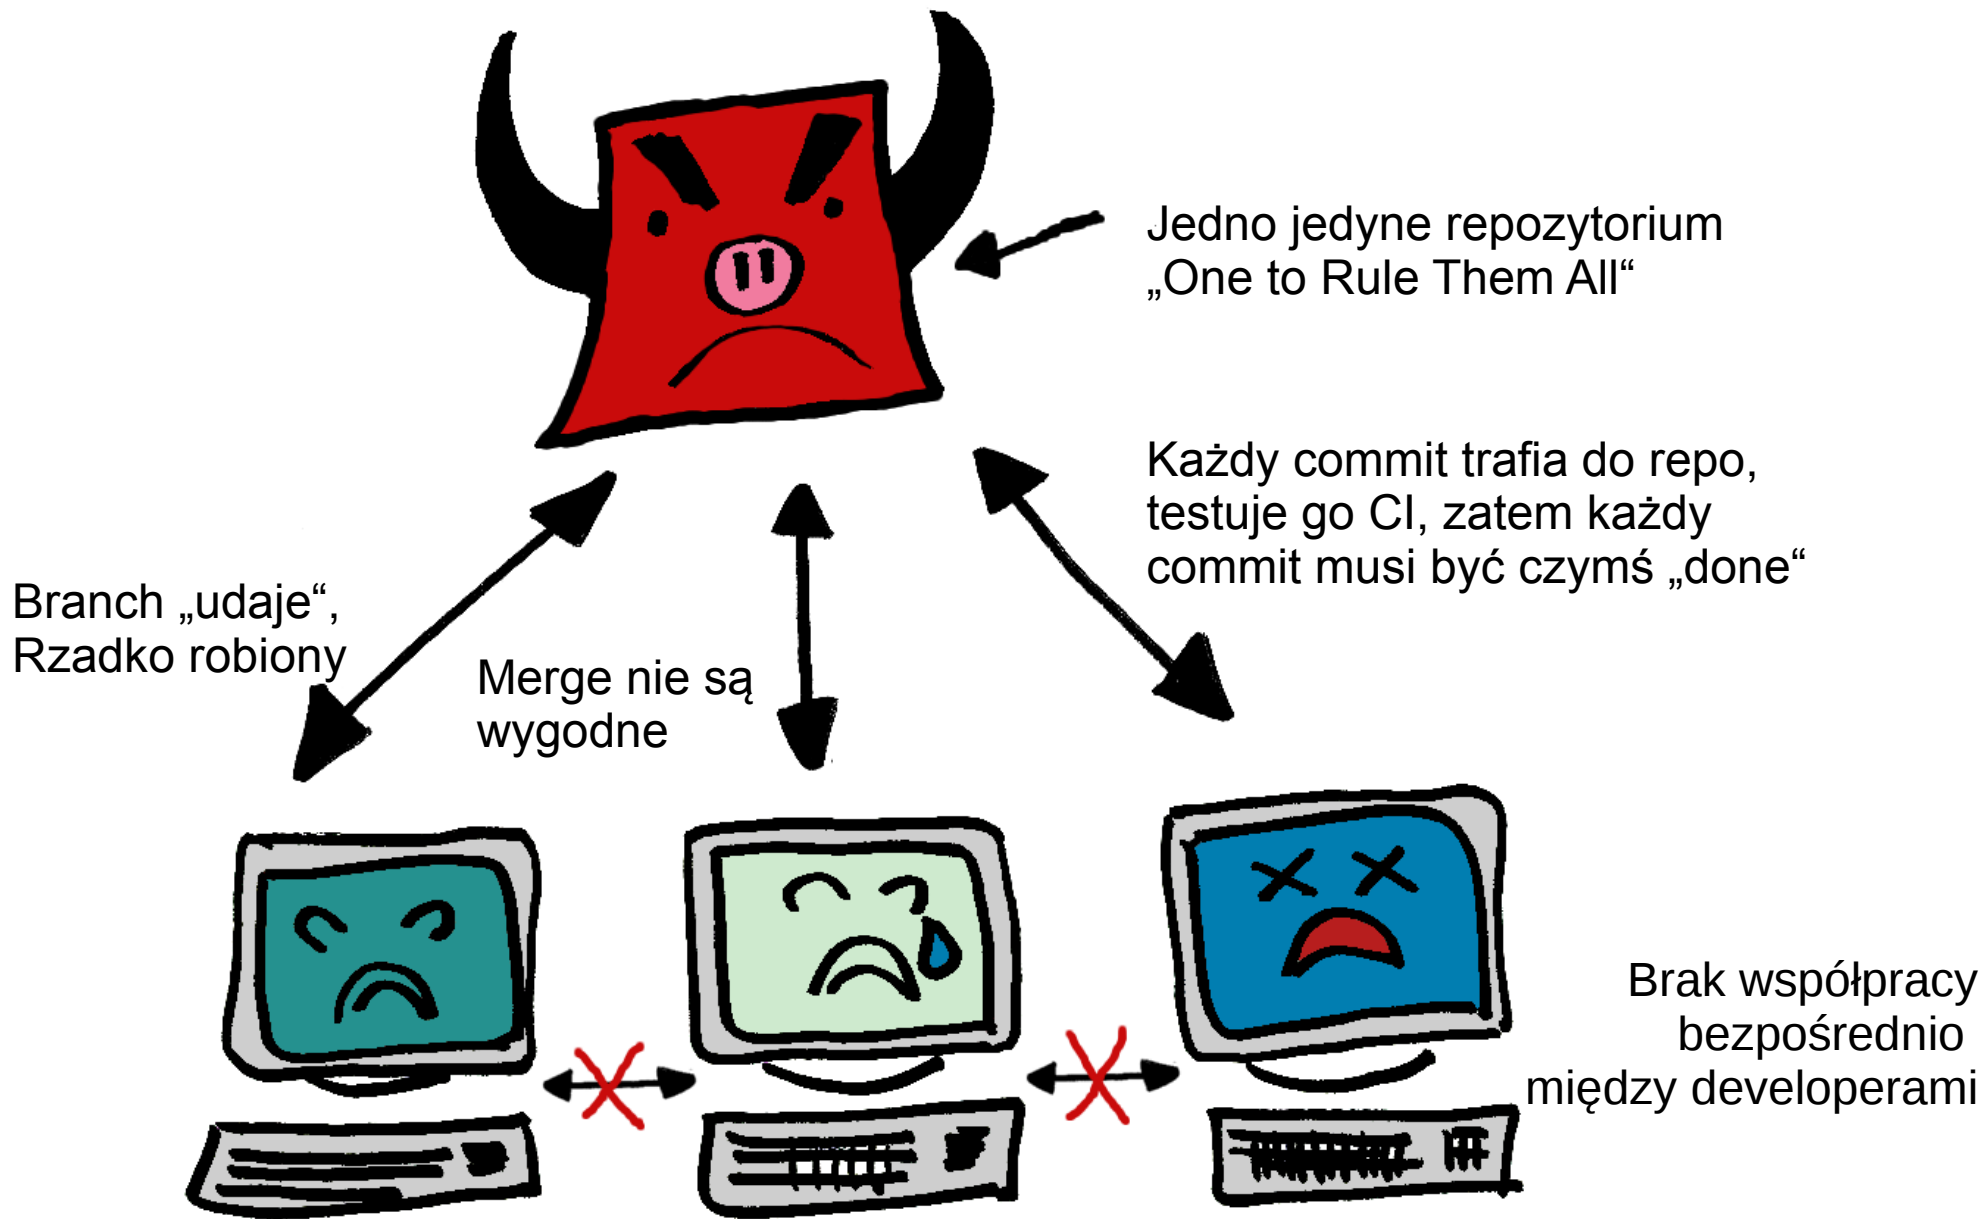 Jedno jedyne repozytorium
„One to Rule Them All“
Każdy commit trafia do repo,
testuje go CI, zatem każdy
commit musi być czymś „done“
Branch „udaje“,
Rzadko robiony
Merge nie są
wygodne
Brak współpracy
bezpośrednio
między developerami